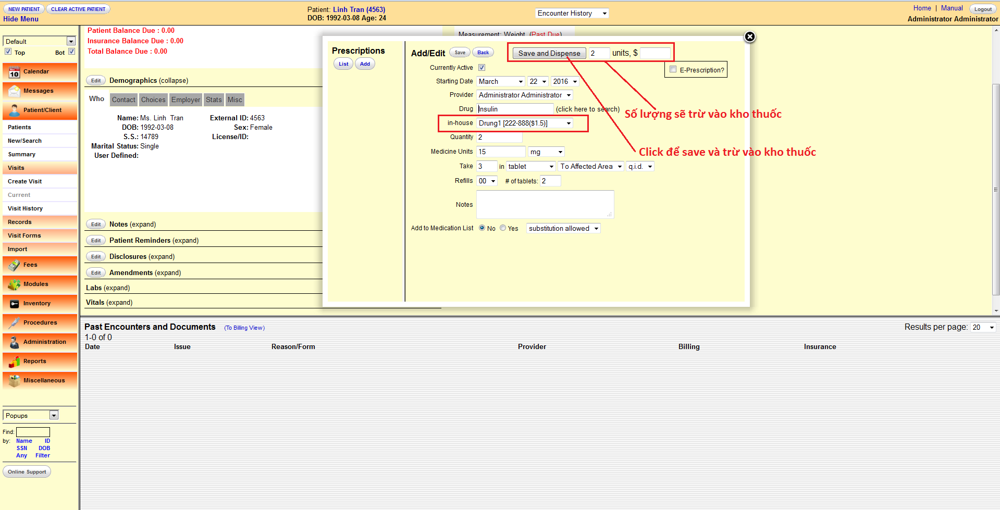 NEW PATIENT CLEAR ACTIVE PATIENT
Hide Menu
Patient: Linh Tran (4563)
DOB: 1992-03-08 Age: 24
Encounter History
Home | Manual Logout
Administrator Administrator
Default
Top Bot
Calendar
Messages
Patient/Client
Patients
New/Search
Summary
Visits
Create Visit
Current
Visit History
Records
Visit Forms
Import
Fees
Modules
Inventory
Procedures
Administration
Reports
Miscellaneous
Popups
Find:
by: Name ID
SSN DOB
Any Filter
Online Support
Patient Balance Due : 0.00
Insurance Balance Due : 0.00
Total Balance Due : 0.00
Measurement: Weight (Past Due)
Edit Demographics (collapse)
Who Contact Choices Employer Stats Misc
Name: Ms. Linh Tran External ID: 4563
DOB: 1992-03-08 Sex: Female
S.S.: 14789 License/ID:
Marital Status: Single
User Defined:
Edit Notes (expand)
Edit Patient Reminders (expand)
Edit Disclosures (expand)
Edit Amendments (expand)
Labs (expand)
Vitals (expand)
Prescriptions
List Add
Add/Edit Save Back Save and Dispense 2 units, $
Currently Active
E-Prescription?
Starting Date March 22 2016
Provider Administrator Administrator
Drug Insulin (click here to search)
Số lượng sẽ trừ vào kho thuốc
in-house Drung1 [222-888($1.5)]
Quantity 2
Medicine Units 15 mg
Click để save và trừ vào kho thuốc
Take 3 in tablet To Affected Area q.i.d.
Refills 00 # of tablets: 2
Notes
Add to Medication List No Yes substitution allowed
Past Encounters and Documents (To Billing View)
Results per page: 20
1-0 of 0
Date Issue Reason/Form Provider Billing Insurance